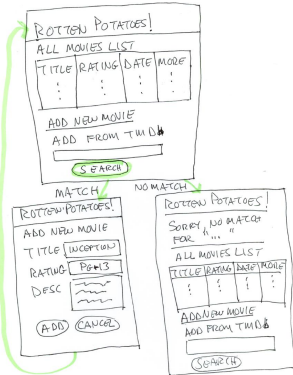 ROTTEN POTATOES!
ALL MOVIES LIST
TITLE RATING DATE MORE
ADD NEW MOVIE
ADD FROM TMDb
SEARCH
MATCH
NO MATCH
ROTTEN POTATOES!
ADD NEW MOVIE
TITLE INCEPTION
RATING PG-13
DESC
ADD CANCEL
ROTTEN POTATOES!
SORRY, NO MATCH
FOR "..."
ALL MOVIES LIST
TITLE RATING DATE MORE
ADD NEW MOVIE
ADD FROM TMDb
SEARCH